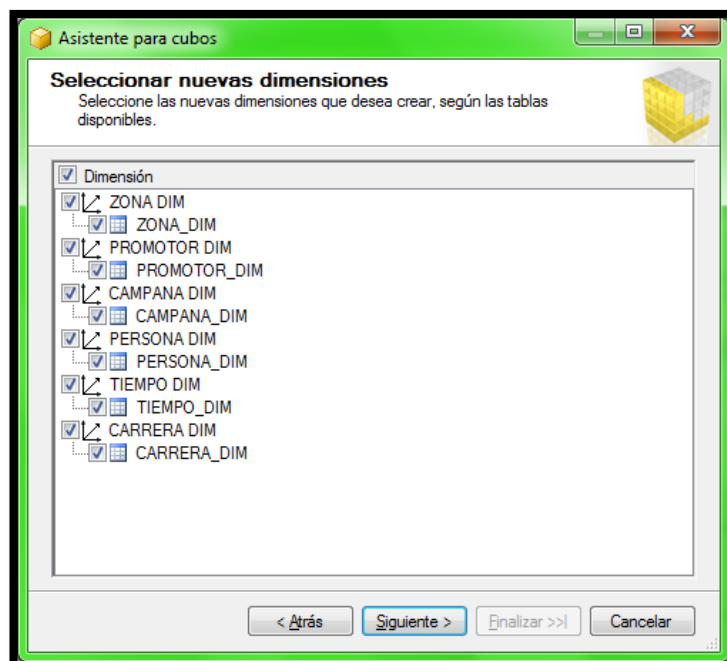 Asistente para cubos
Seleccionar nuevas dimensiones
Seleccione las nuevas dimensiones que desea crear, según las tablas
disponibles.
Dimensión
ZONA DIM
ZONA_DIM
PROMOTOR DIM
PROMOTOR_DIM
CAMPANA DIM
CAMPANA_DIM
PERSONA DIM
PERSONA_DIM
TIEMPO DIM
TIEMPO_DIM
CARRERA DIM
CARRERA_DIM
< Atrás Siguiente > Finalizar >>| Cancelar